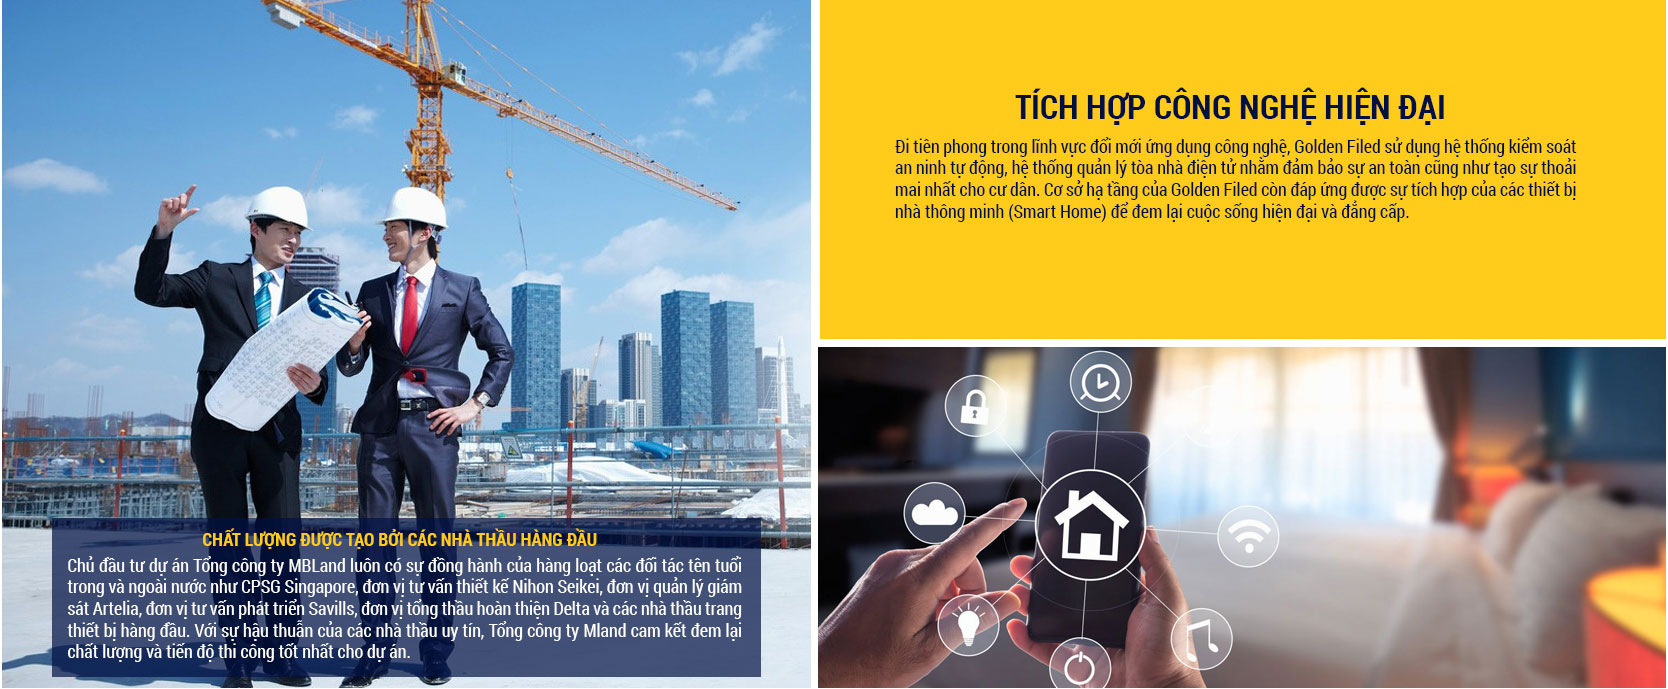 CHẤT LƯỢNG ĐƯỢC TẠO BỞI CÁC NHÀ THẦU HÀNG ĐẦU
Chủ đầu tư dự án Tổng công ty MBLand luôn có sự đồng hành của hàng loạt các đối tác tên tuổi
trong và ngoài nước như CPSG Singapore, đơn vị tư vấn thiết kế Nihon Seikei, đơn vị quản lý giám
sát Artelia, đơn vị tư vấn phát triển Savills, đơn vị tổng thầu hoàn thiện Delta và các nhà thầu trang
thiết bị hàng đầu. Với sự hậu thuẫn của các nhà thầu uy tín, Tổng công ty Mland cam kết đem lại
chất lượng và tiến độ thi công tốt nhất cho dự án.
TÍCH HỢP CÔNG NGHỆ HIỆN ĐẠI
Đi tiên phong trong lĩnh vực đổi mới ứng dụng công nghệ, Golden Filed sử dụng hệ thống kiểm soát
an ninh tự động, hệ thống quản lý tòa nhà điện tử nhằm đảm bảo sự an toàn cũng như tạo sự thoải
mai nhất cho cư dân. Cơ sở hạ tầng của Golden Filed còn đáp ứng được sự tích hợp của các thiết bị
nhà thông minh (Smart Home) để đem lại cuộc sống hiện đại và đẳng cấp.